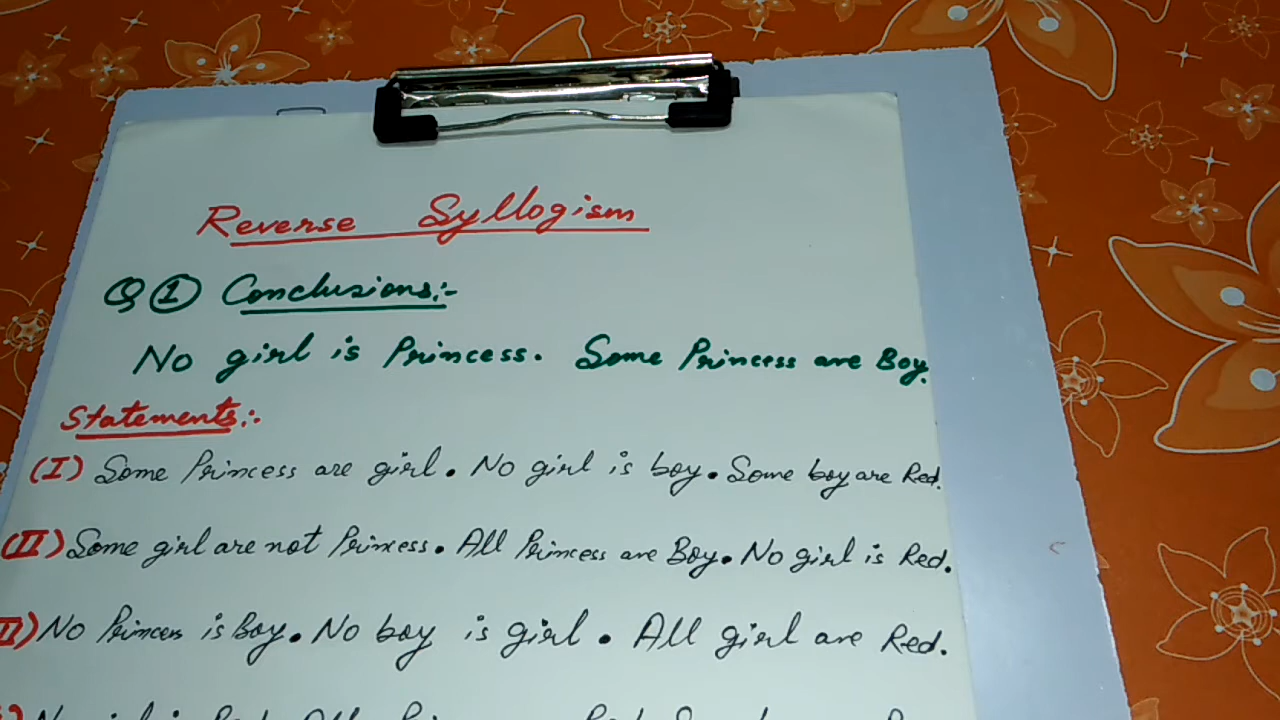 Reverse Syllogism
Q ① Conclusions:-
No girl is Princess. Some Princess are Boy.
Statements:-
(I) Some Princess are girl. No girl is boy. Some boy are Red.
(II) Some girl are not Princess. All Princess are Boy. No girl is Red.
No Princess is Boy. No boy is girl. All girl are Red.